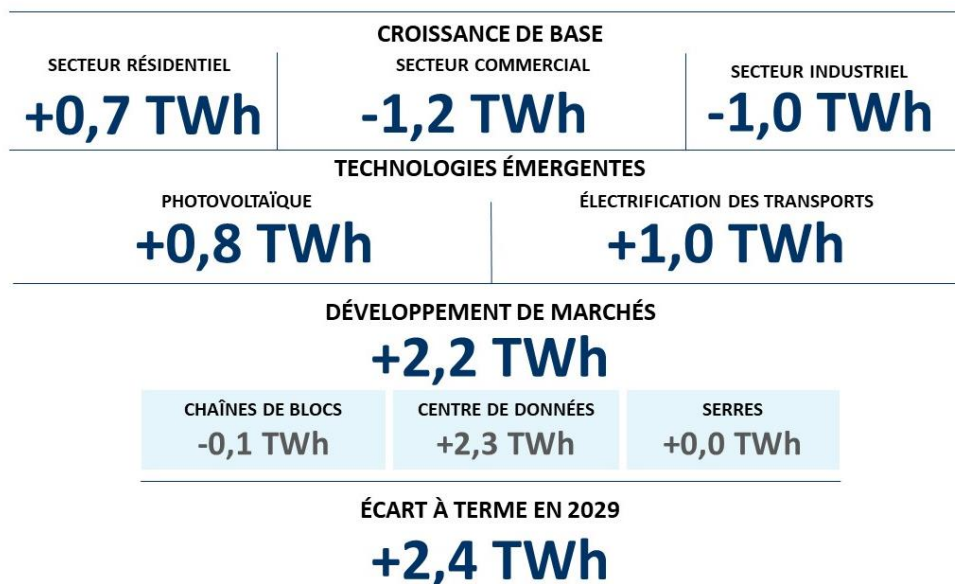 CROISSANCE DE BASE
SECTEUR RÉSIDENTIEL
+0,7 TWh
SECTEUR COMMERCIAL
-1,2 TWh
SECTEUR INDUSTRIEL
-1,0 TWh
TECHNOLOGIES ÉMERGENTES
PHOTOVOLTAÏQUE
+0,8 TWh
ÉLECTRIFICATION DES TRANSPORTS
+1,0 TWh
DÉVELOPPEMENT DE MARCHÉS
+2,2 TWh
CHAÎNES DE BLOCS
-0,1 TWh
CENTRE DE DONNÉES
+2,3 TWh
SERRES
+0,0 TWh
ÉCART À TERME EN 2029
+2,4 TWh